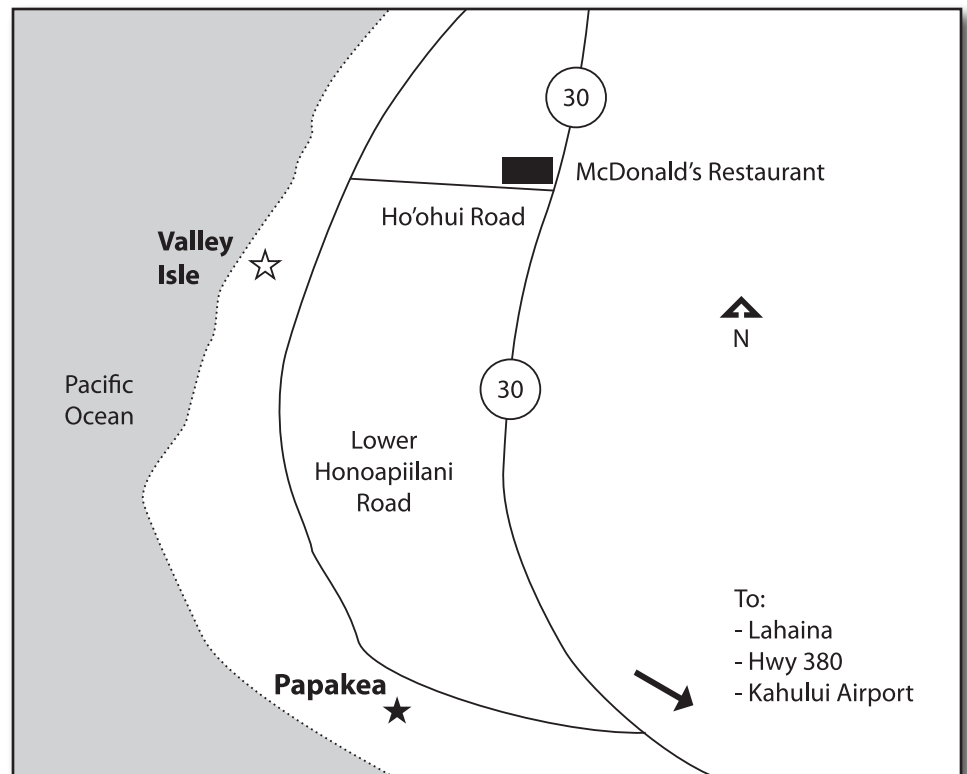 30
McDonald's Restaurant
Ho'ohui Road
Valley
Isle
N
Pacific
Ocean
30
Lower
Honoapiilani
Road
To:
- Lahaina
- Hwy 380
- Kahului Airport
Papakea